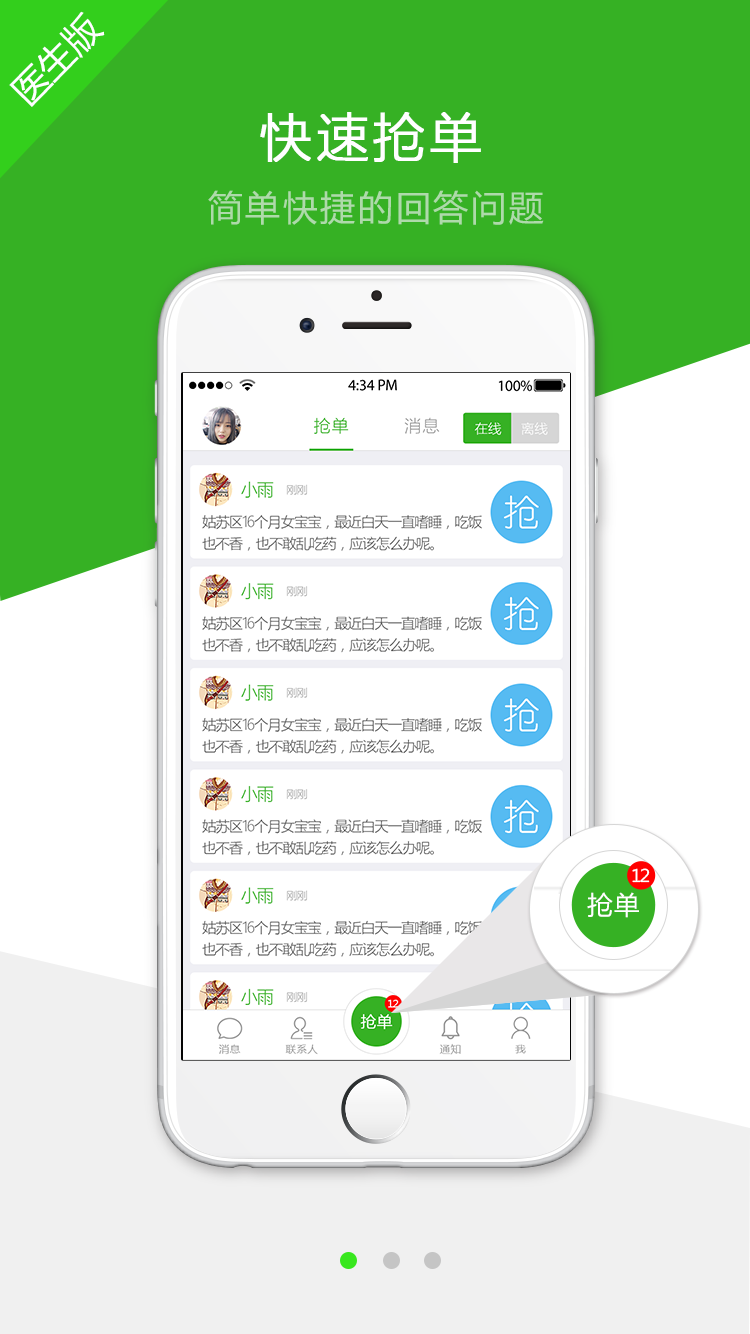 医生版
快速抢单
简单快捷的回答问题
4:34 PM
100%
抢单
消息
在线
离线
小雨
刚刚
姑苏区16个月女宝宝，最近白天一直嗜睡，吃饭
也不香，也不敢乱吃药，应该怎么办呢。
抢
小雨
刚刚
姑苏区16个月女宝宝，最近白天一直嗜睡，吃饭
也不香，也不敢乱吃药，应该怎么办呢。
抢
小雨
刚刚
姑苏区16个月女宝宝，最近白天一直嗜睡，吃饭
也不香，也不敢乱吃药，应该怎么办呢。
抢
小雨
刚刚
姑苏区16个月女宝宝，最近白天一直嗜睡，吃饭
也不香，也不敢乱吃药，应该怎么办呢。
抢
小雨
刚刚
姑苏区16个月女宝宝，最近白天一直嗜睡，吃
也不香，也不敢乱吃药，应该怎么办呢。
12
抢单
小雨
刚刚
消息
联系人
12
抢单
通知
我